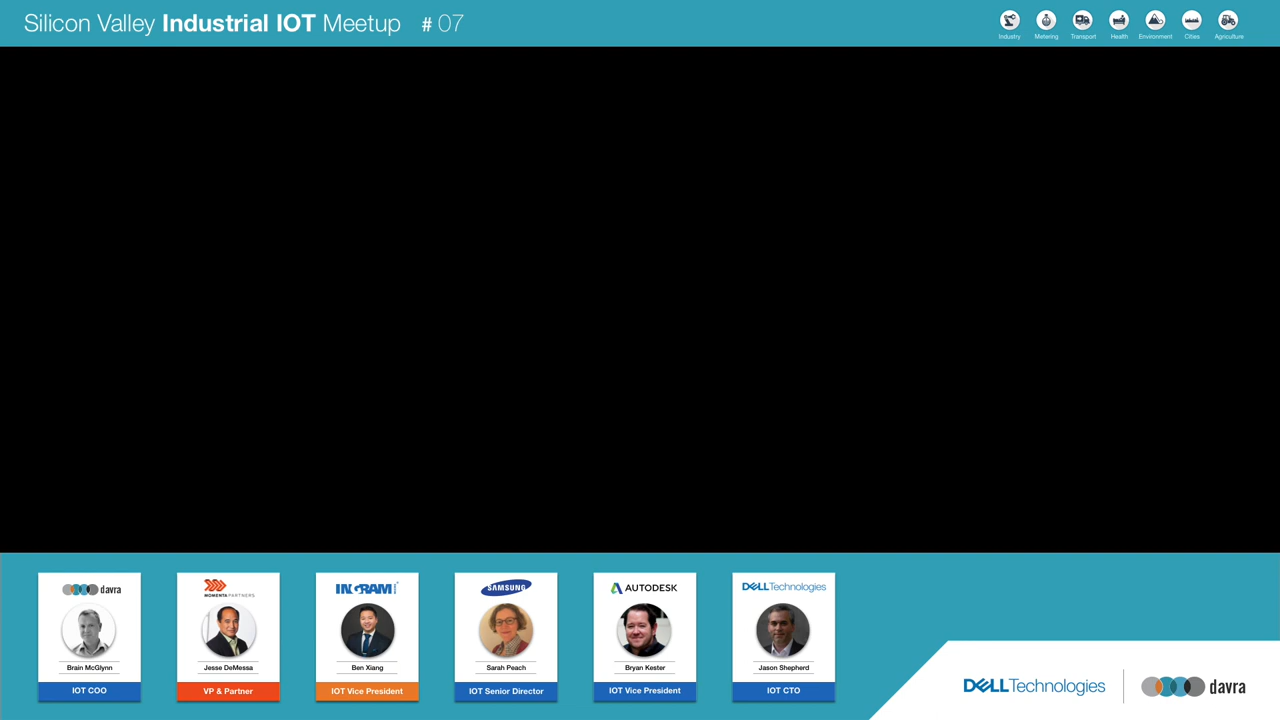 Silicon Valley Industrial IOT Meetup # 07
Industry Metering Transport Health Environment Cities Agriculture
davra
Brain McGlynn
IOT COO
MOMENTA PARTNERS
Jesse DeMessa
VP & Partner
INGRAM
Ben Xiang
IOT Vice President
SAMSUNG
Sarah Peach
IOT Senior Director
AUTODESK
Bryan Kester
IOT Vice President
DELL Technologies
Jason Shepherd
IOT CTO
DELL Technologies
davra